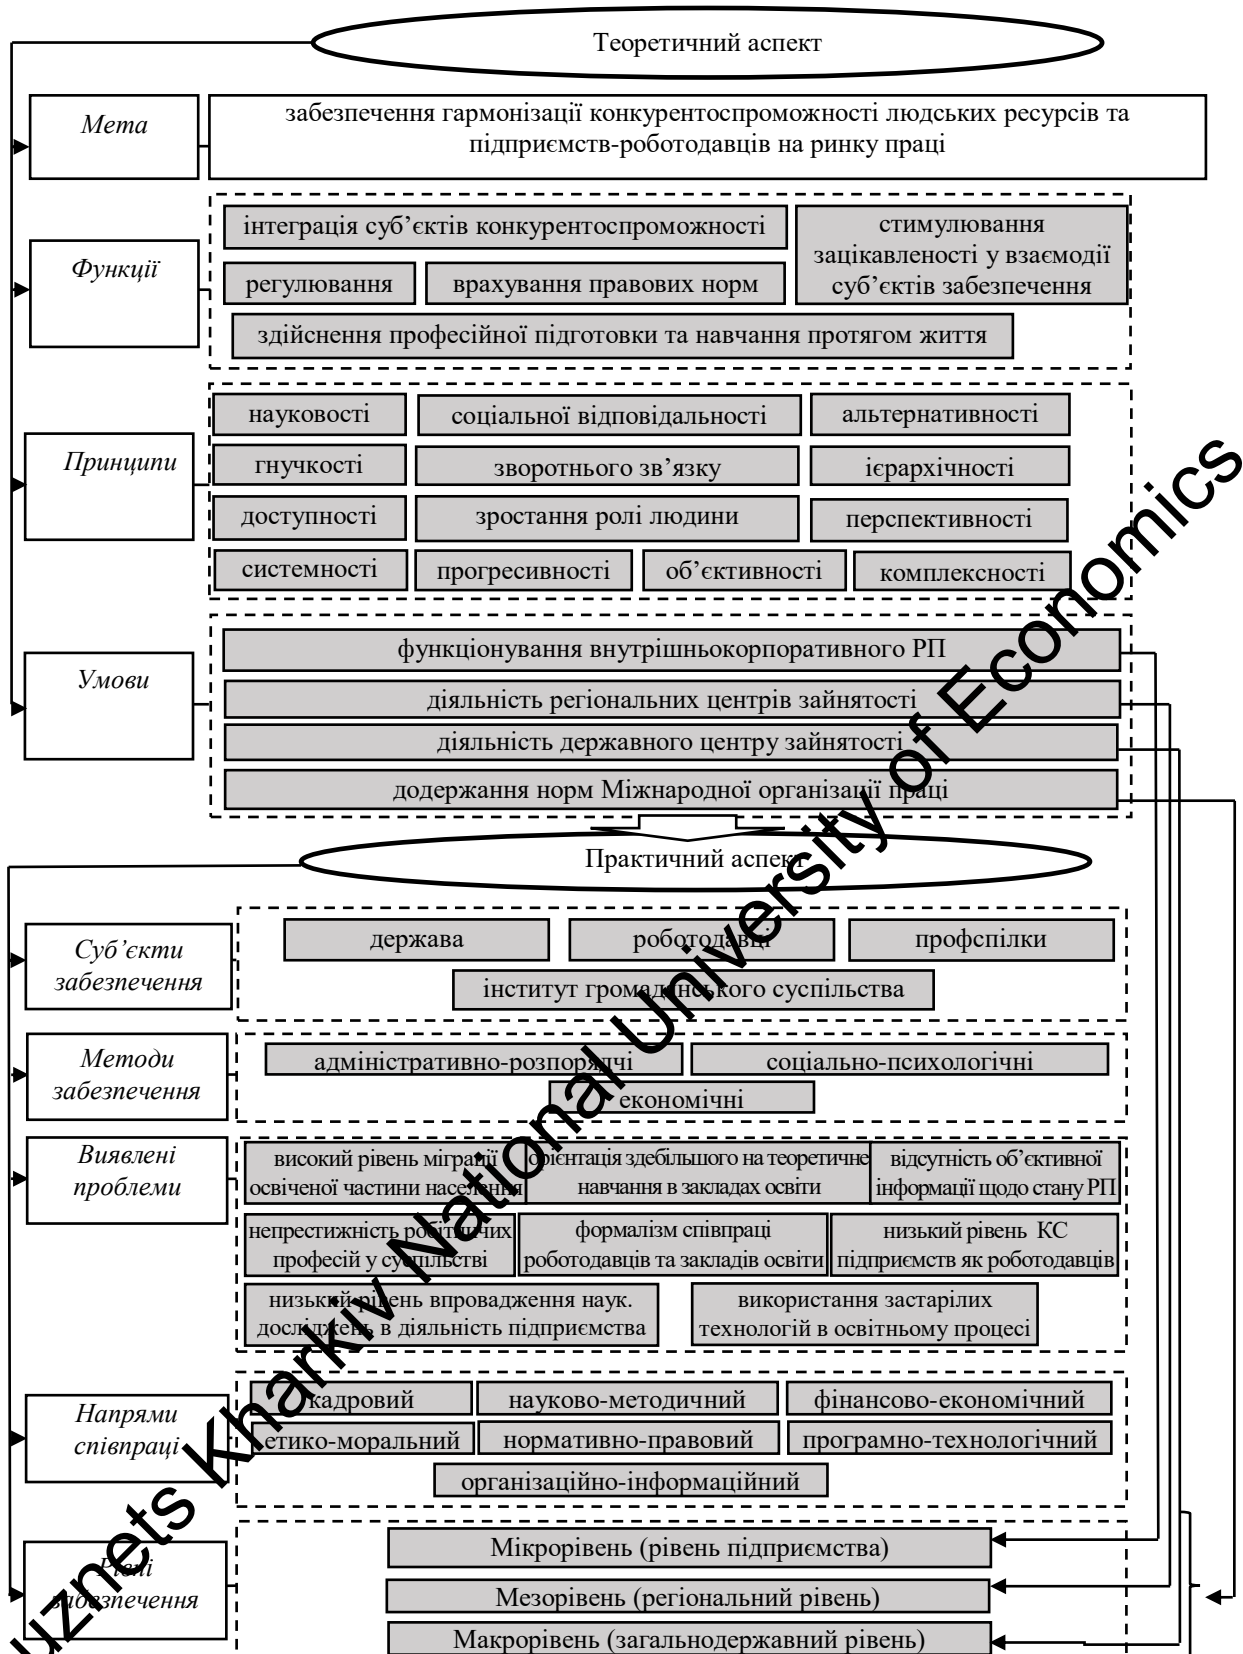 Теоретичний аспект
Мета
забезпечення гармонізації конкурентоспроможності людських ресурсів та
підприємств-роботодавців на ринку праці
Функції
інтеграція суб’єктів конкурентоспроможності
стимулювання
зацікавленості у взаємодії
суб’єктів забезпечення
регулювання
врахування правових норм
здійснення професійної підготовки та навчання протягом життя
Принципи
науковості
соціальної відповідальності
альтернативності
гнучкості
зворотнього зв’язку
ієрархічності
доступності
зростання ролі людини
перспективності
системності
прогресивності
об’єктивності
комплексності
Умови
функціонування внутрішньокорпоративного РП
діяльність регіональних центрів зайнятості
діяльність державного центру зайнятості
додержання норм Міжнародної організації праці
Практичний аспект
Суб’єкти
забезпечення
держава
роботодавці
профспілки
інститут громадянського суспільства
Методи
забезпечення
адміністративно-розпорядчі
соціально-психологічні
економічні
Виявлені
проблеми
високий рівень міграції
освіченої частини населення
орієнтація здебільшого на теоретичне
навчання в закладах освіти
відсутність об’єктивної
інформації щодо стану РП
непрестижність робітничих
професій у суспільстві
формалізм співпраці
роботодавців та закладів освіти
низький рівень КС
підприємств як роботодавців
низький рівень впровадження наук.
досліджень в діяльність підприємства
використання застарілих
технологій в освітньому процесі
Напрями
співпраці
кадровий
науково-методичний
фінансово-економічний
етико-моральний
нормативно-правовий
програмно-технологічний
організаційно-інформаційний
Рівні
забезпечення
Мікрорівень (рівень підприємства)
Мезорівень (регіональний рівень)
Макрорівень (загальнодержавний рівень)
uznets Kharkiv National University of Economics